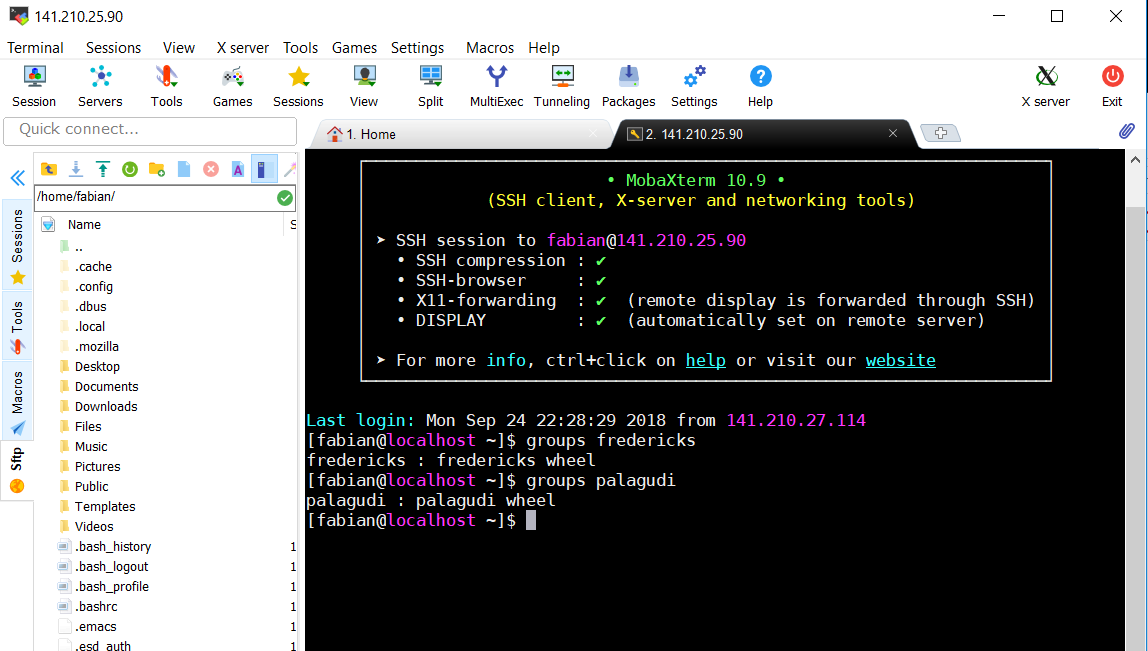 141.210.25.90
Terminal Sessions View X server Tools Games Settings Macros Help
Session Servers Tools Games Sessions View Split MultiExec Tunneling Packages Settings Help X server Exit
Quick connect...
1. Home
2. 141.210.25.90
/home/fabian/
Name S
..
.cache
.config
.dbus
.local
.mozilla
Desktop
Documents
Downloads
Files
Music
Pictures
Public
Templates
Videos
.bash_history 1
.bash_logout 1
.bash_profile 1
.bashrc 1
.emacs 1
.esd_auth 1
Sessions
Tools
Macros
Sftp
• MobaXterm 10.9 •
(SSH client, X-server and networking tools)
➤ SSH session to fabian@141.210.25.90
• SSH compression : ✔
• SSH-browser : ✔
• X11-forwarding : ✔ (remote display is forwarded through SSH)
• DISPLAY : ✔ (automatically set on remote server)
➤ For more info, ctrl+click on help or visit our website
Last login: Mon Sep 24 22:28:29 2018 from 141.210.27.114
[fabian@localhost ~]$ groups fredericks
fredericks : fredericks wheel
[fabian@localhost ~]$ groups palagudi
palagudi : palagudi wheel
[fabian@localhost ~]$